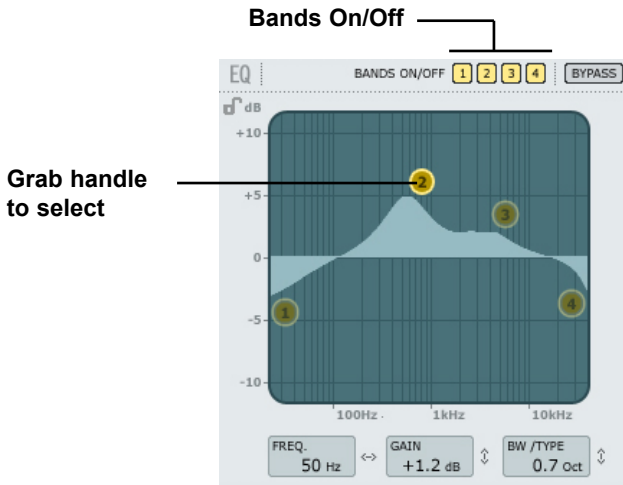 Bands On/Off
EQ BANDS ON/OFF 1 2 3 4 BYPASS
dB
+10
Grab handle
to select
2
+5
3
0
1
4
-5
-10
100Hz 1kHz 10kHz
FREQ. GAIN BW /TYPE
50 Hz +1.2 dB 0.7 Oct